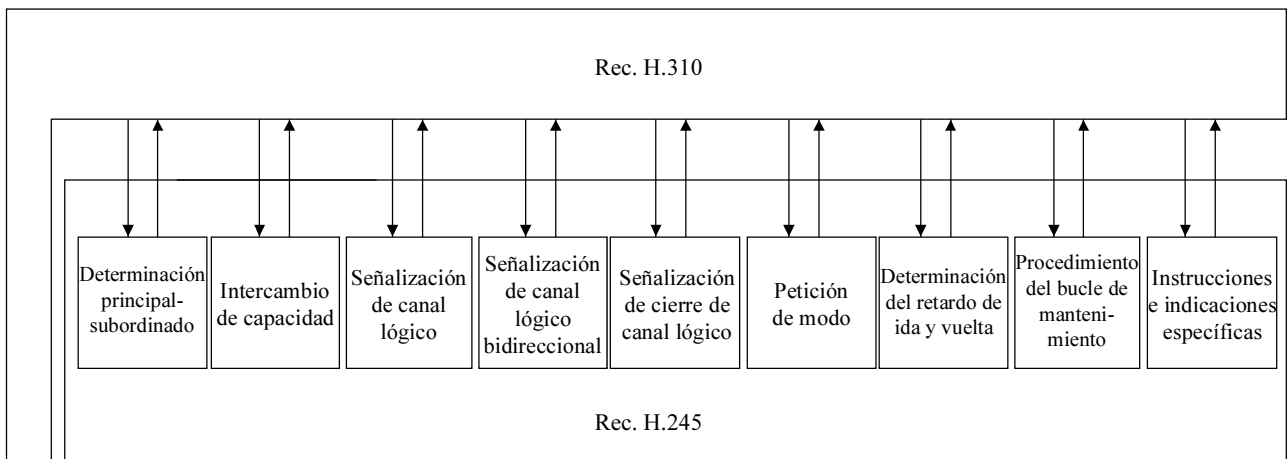 Rec. H.310
Determinación
principal-
subordinado
Intercambio
de capacidad
Señalización
de canal
lógico
Señalización
de canal
lógico
bidireccional
Señalización
de cierre de
canal lógico
Petición
de modo
Determinación
del retardo de
ida y vuelta
Procedimiento
del bucle de
manteni-
miento
Instrucciones
e indicaciones
específicas
Rec. H.245